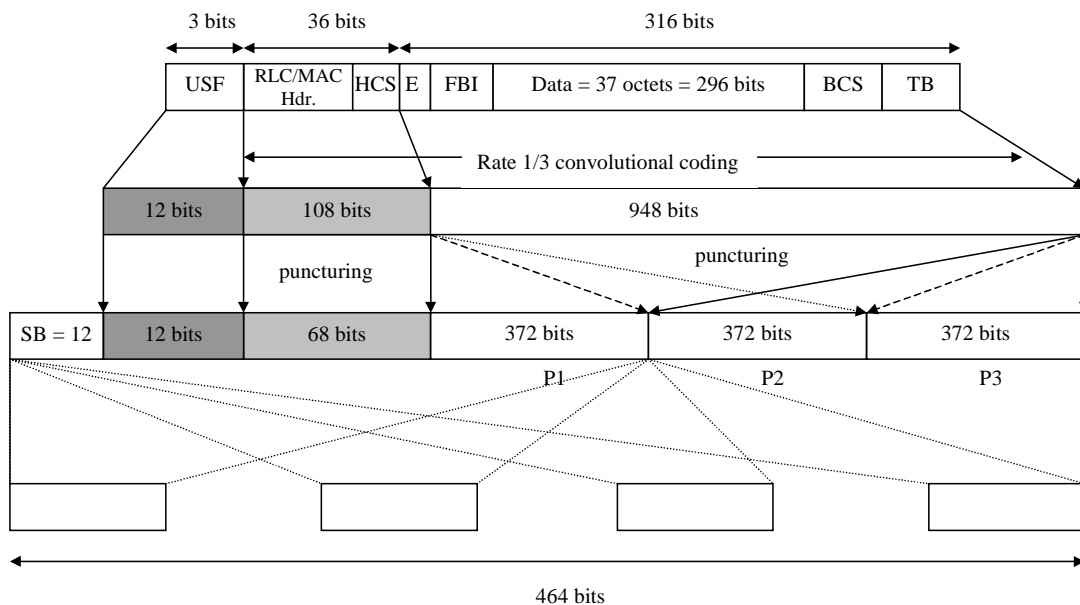 3 bits 36 bits 316 bits
USF RLC/MAC Hdr. HCS E FBI Data = 37 octets = 296 bits BCS TB
Rate 1/3 convolutional coding
12 bits 108 bits 948 bits
puncturing puncturing
SB = 12 12 bits 68 bits 372 bits 372 bits 372 bits
P1 P2 P3
464 bits